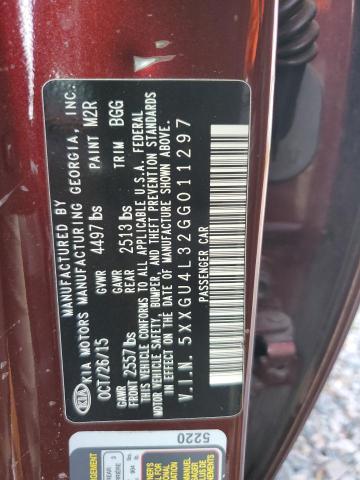 KIA
MANUFACTURED BY
KIA MOTORS MANUFACTURING GEORGIA, INC.
OCT/26/15 GVWR 4497 lbs PAINT M2R
GAWR FRONT 2557lbs GAWR REAR 2513 lbs TRIM BGG
THIS VEHICLE CONFORMS TO ALL APPLICABLE U.S.A. FEDERAL
MOTOR VEHICLE SAFETY, BUMPER, AND THEFT PREVENTION STANDARDS
IN EFFECT ON THE DATE OF MANUFACTURE SHOWN ABOVE.
V.I.N. 5XXGU4L32GG011297
PASSENGER CAR
5220